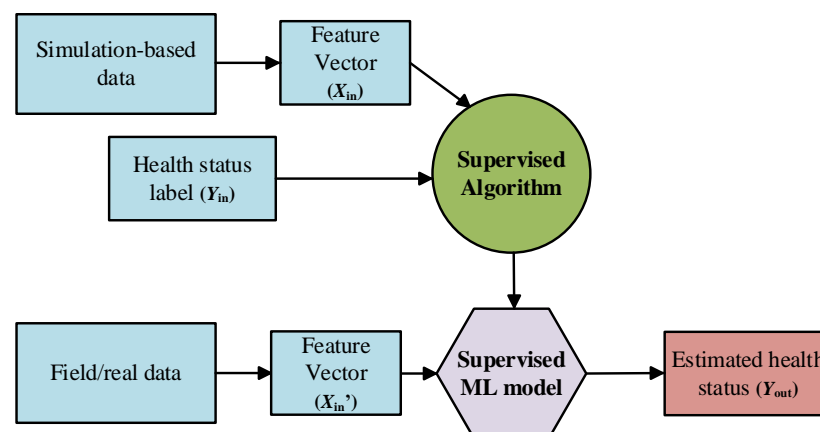 Simulation-based
data
Feature
Vector
(Xin)
Health status
label (Yin)
Supervised
Algorithm
Field/real data
Feature
Vector
(Xin’)
Supervised
ML model
Estimated health
status (Yout)